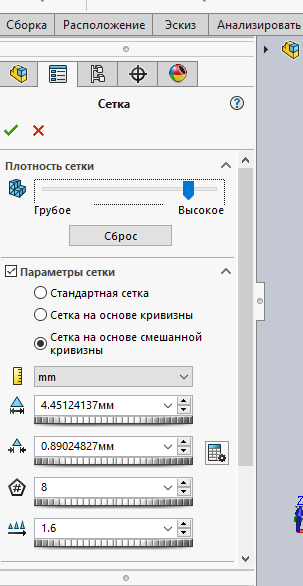 Сборка Расположение Эскиз Анализировать
Сетка
Плотность сетки
Грубое Высокое
Сброс
Параметры сетки
Стандартная сетка
Сетка на основе кривизны
Сетка на основе смешанной
кривизны
mm
4.45124137мм
0.89024827мм
8
1.6
Z